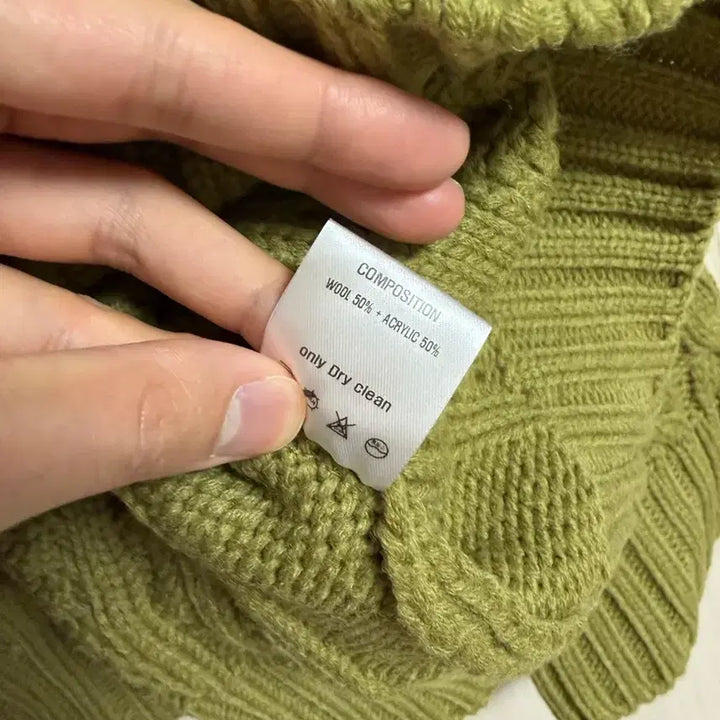 COMPOSITION
WOOL 50% + ACRYLIC 50%
only Dry clean